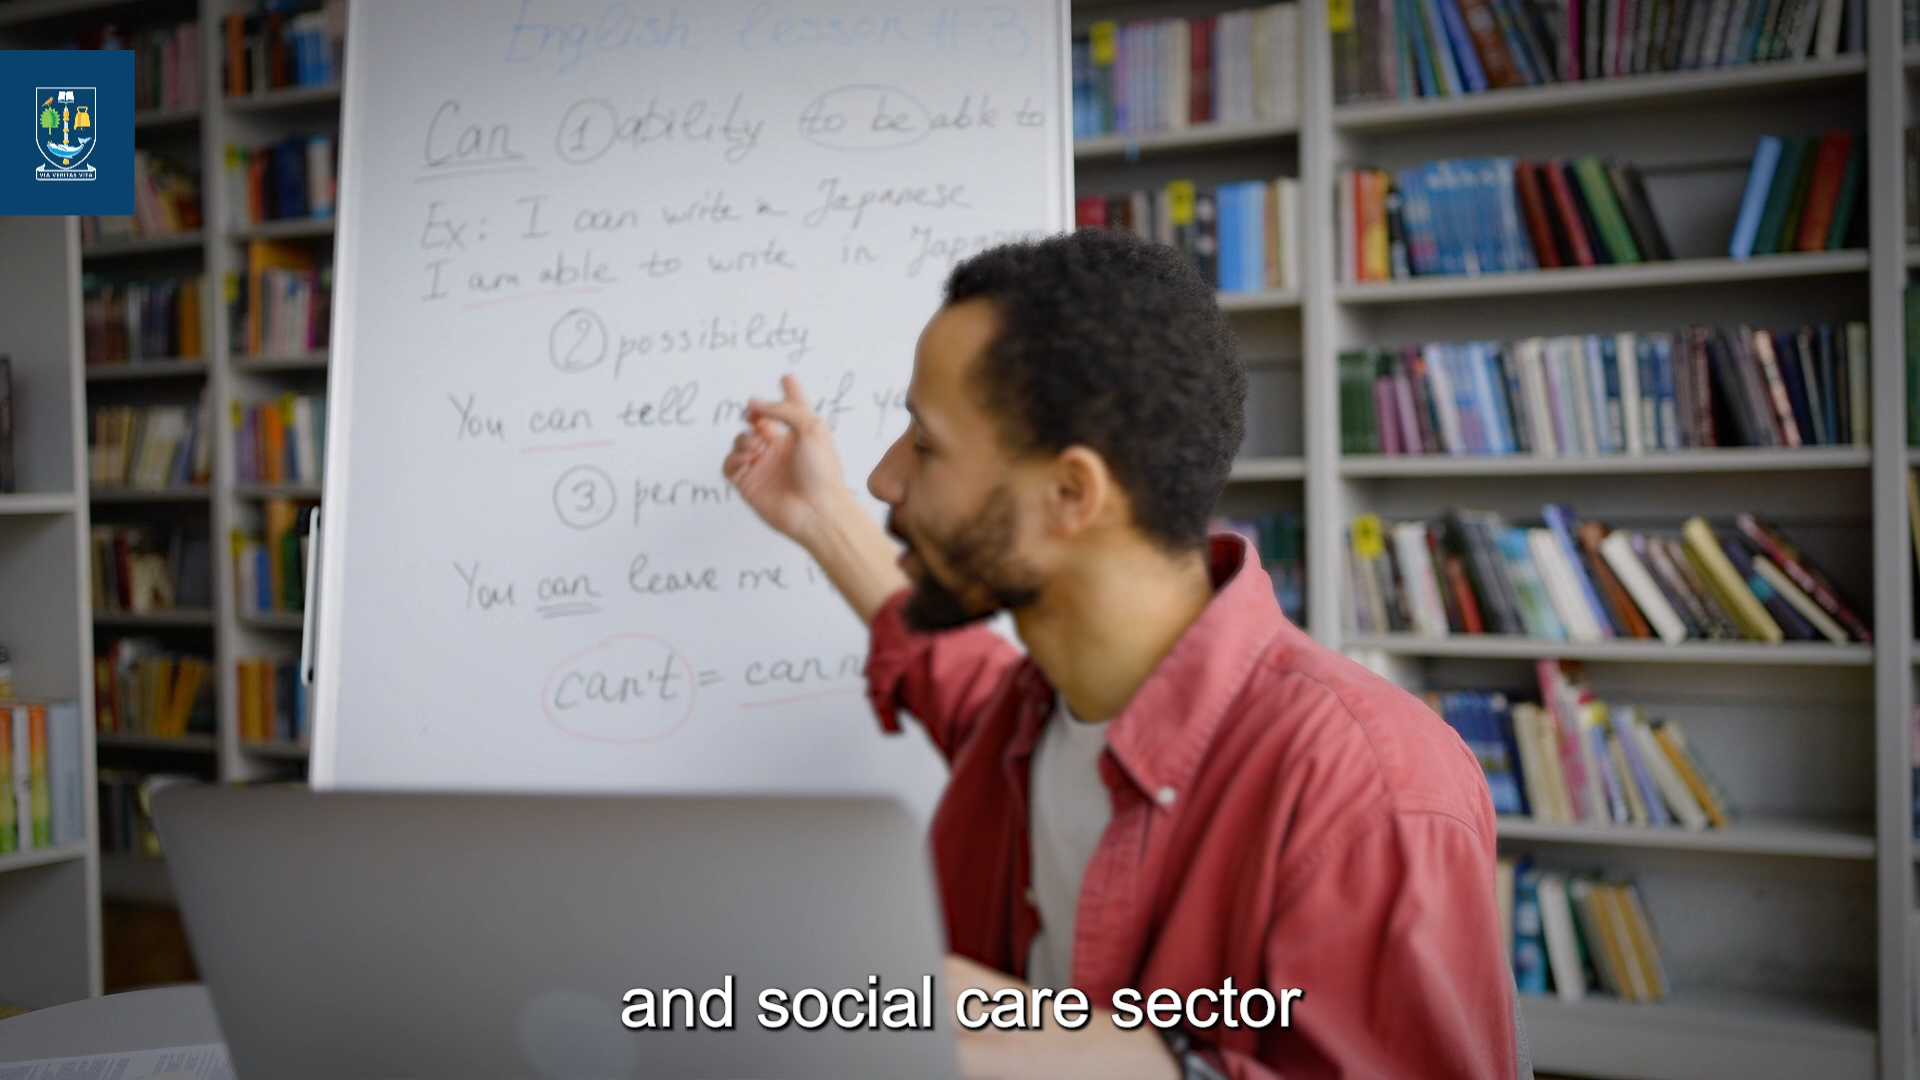 English lesson #3
Can ① ability to be able to
Ex: I can write in Japanese
I am able to write in
② possibility
You can tell if
③
You can leave me
can't =
VIA VERITAS VITA
and social care sector